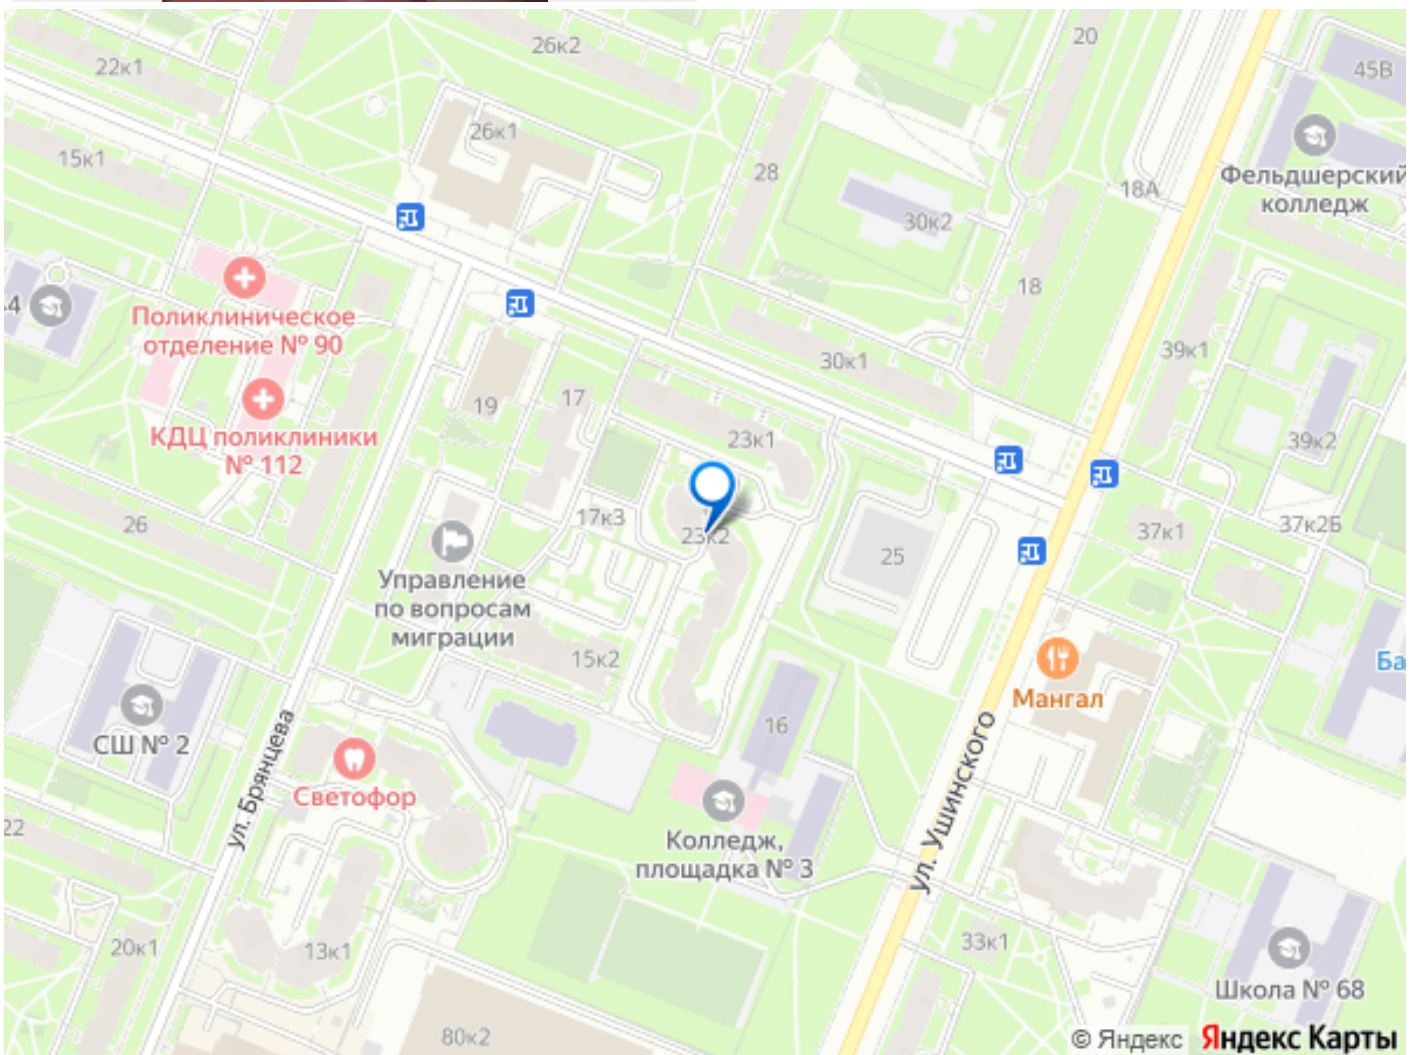 26к2
20
22к1
45В
26к1
15к1
28
18А
Фельдшерский
колледж
30к2
4
18
Поликлиническое
отделение № 90
39к1
30к1
19
17
23к1
КДЦ поликлиники
№ 112
39к2
26
17к3
23к2
25
37к1
37к2Б
Управление
по вопросам
миграции
15к2
Ба
Мангал
16
СШ № 2
ул. Брянцева
Светофор
ул. Ушинского
22
Колледж,
площадка № 3
20к1
13к1
33к1
Школа № 68
80к2
© Яндекс Яндекс Карты